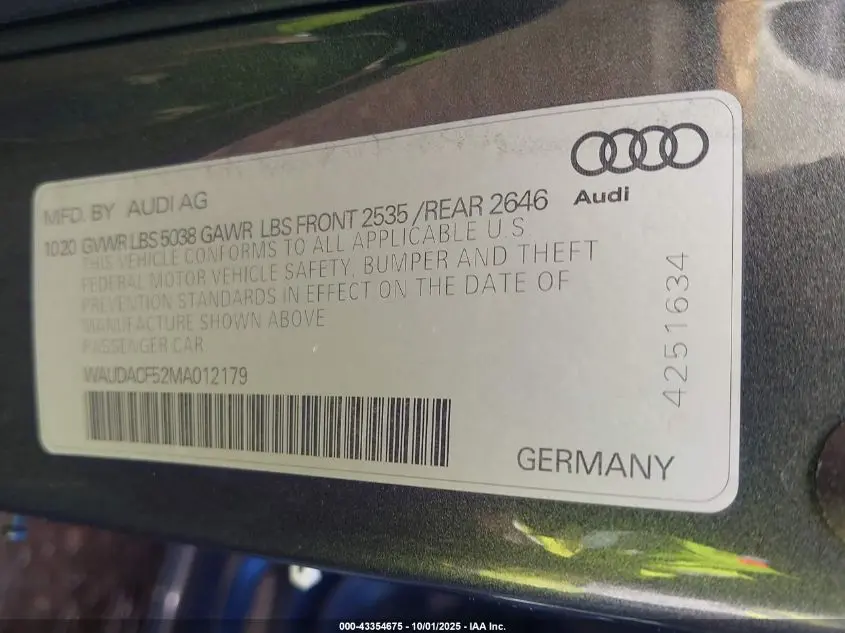 MFD. BY AUDI AG
Audi
10.20 GVWR LBS 5038 GAWR LBS FRONT 2535 /REAR 2646
THIS VEHICLE CONFORMS TO ALL APPLICABLE U.S
FEDERAL MOTOR VEHICLE SAFETY, BUMPER AND THEFT
PREVENTION STANDARDS IN EFFECT ON THE DATE OF
MANUFACTURE SHOWN ABOVE
PASSENGER CAR
WAUDACF52MA012179
4251634
GERMANY
000-43354675 - 10/01/2025 - IAA Inc.